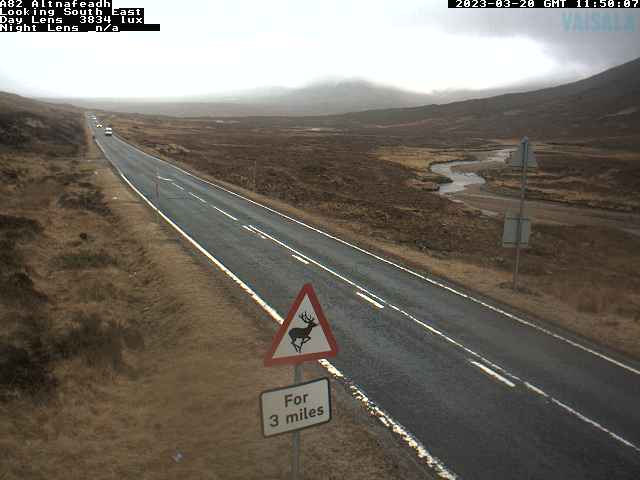 A82 Altnafeadh
Looking South East
Day Lens 3834 lux
Night Lens n/a
2023-03-20 GMT 11:50:07
VAISALA
For
3 miles